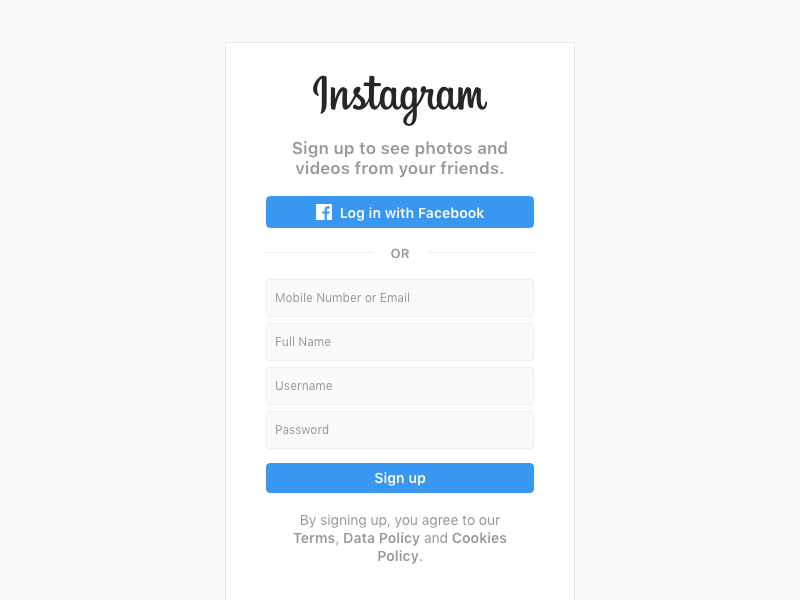 Instagram
Sign up to see photos and
videos from your friends.
Log in with Facebook
OR
Mobile Number or Email
Full Name
Username
Password
Sign up
By signing up, you agree to our
Terms, Data Policy and Cookies
Policy.